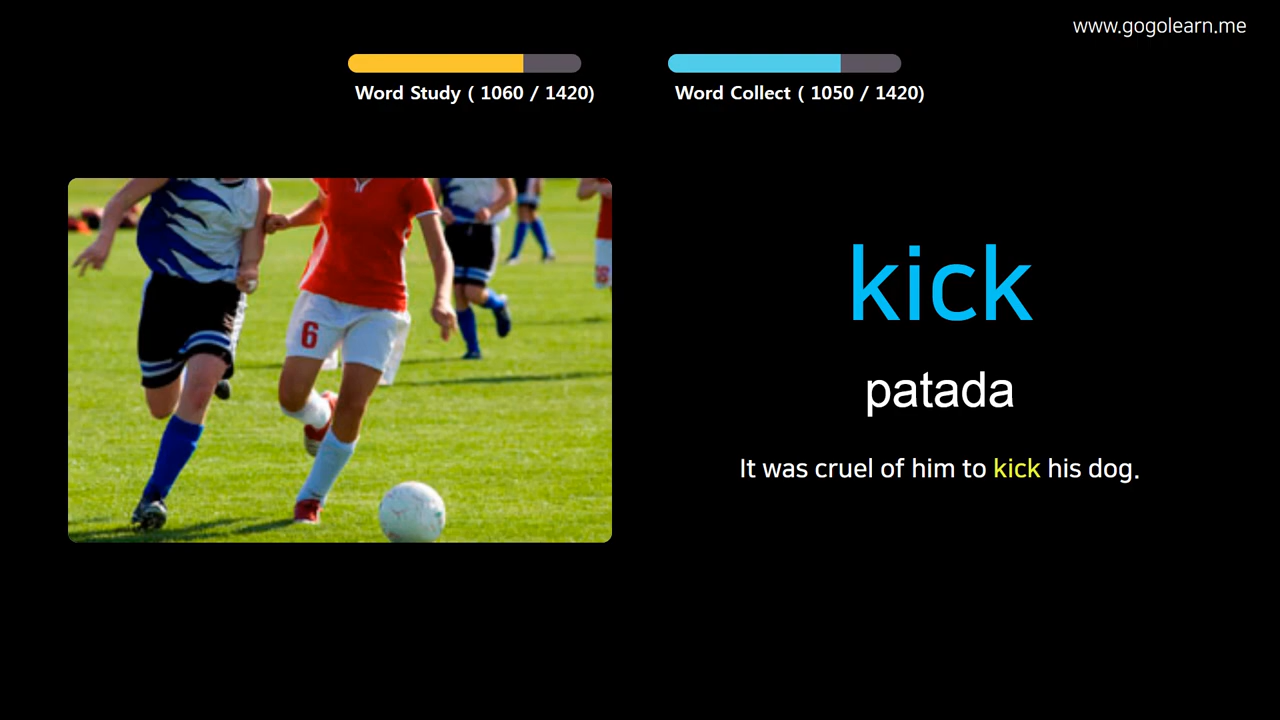 www.gogolearn.me
Word Study ( 1060 / 1420)
Word Collect ( 1050 / 1420)
6
kick
patada
It was cruel of him to kick his dog.